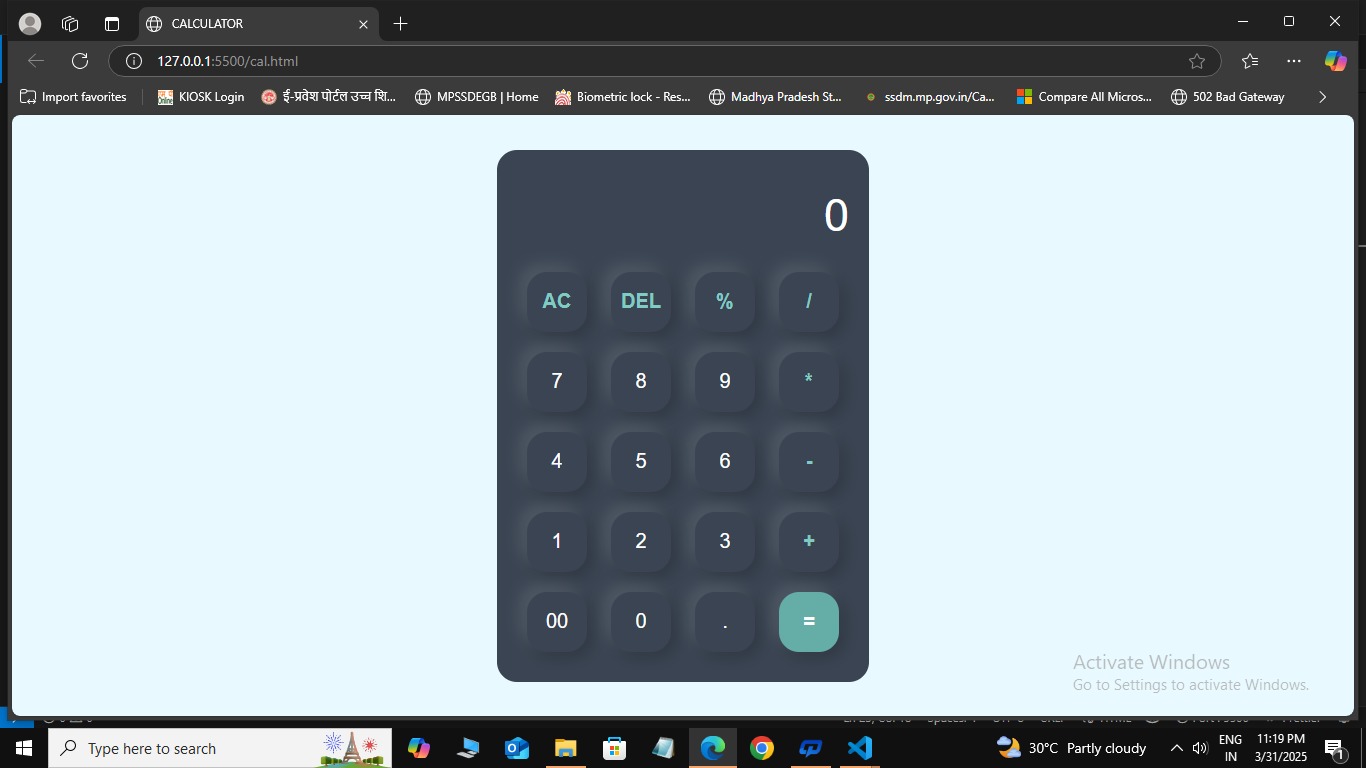 CALCULATOR
127.0.0.1:5500/cal.html
Import favorites
KIOSK Login
ई-प्रवेश पोर्टल उच्च शि...
MPSSDEGB | Home
Biometric lock - Res...
Madhya Pradesh St...
ssdm.mp.gov.in/Ca...
Compare All Micros...
502 Bad Gateway
0
AC DEL % /
7 8 9 *
4 5 6 -
1 2 3 +
00 0 . =
Activate Windows
Go to Settings to activate Windows.
Type here to search
30°C Partly cloudy
ENG
IN
11:19 PM
3/31/2025
1